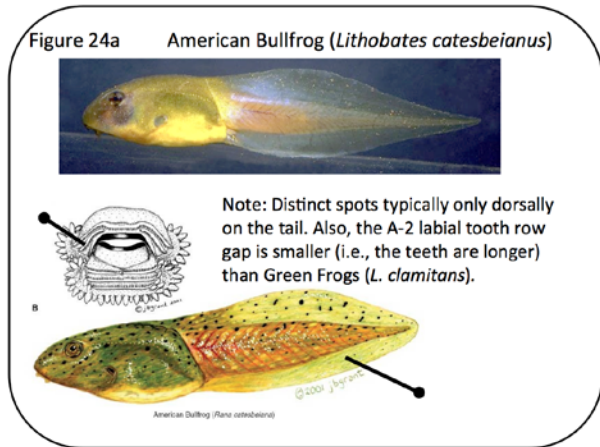 Figure 24a American Bullfrog (Lithobates catesbeianus)
Note: Distinct spots typically only dorsally
on the tail. Also, the A-2 labial tooth row
gap is smaller (i.e., the teeth are longer)
than Green Frogs (L. clamitans).
©jbgrant 2001
B
©2001 jbgrant
American Bullfrog (Rana catesbeiana)